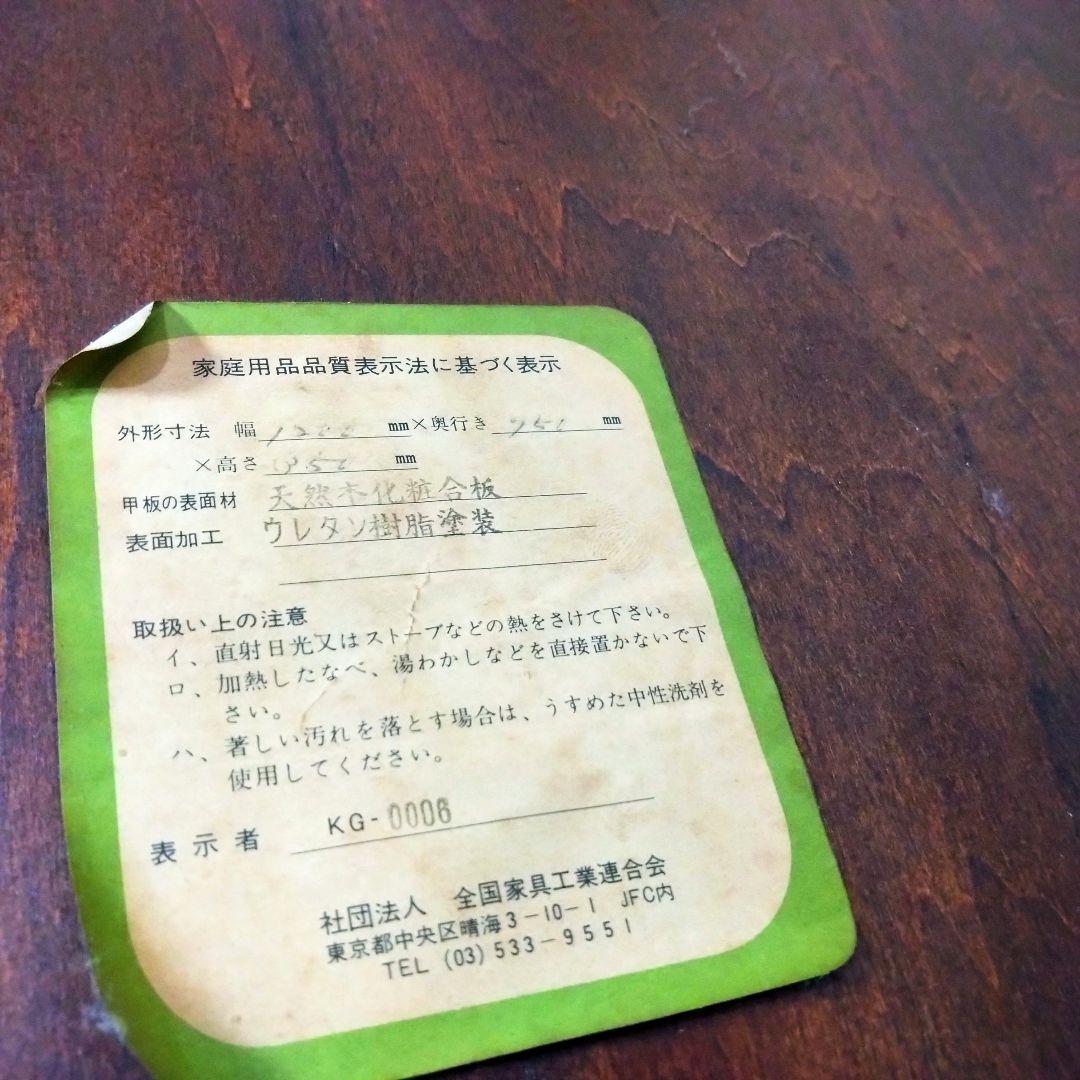 家庭用品品質表示法に基づく表示
外形寸法 幅 1200 mm×奥行き 750 mm
×高さ 350 mm
甲板の表面材 天然木化粧合板
表面加工 ウレタン樹脂塗装
取扱い上の注意
イ、直射日光又はストーブなどの熱をさけて下さい。
ロ、加熱したなべ、湯わかしなどを直接置かないで下
さい。
ハ、著しい汚れを落とす場合は、うすめた中性洗剤を
使用してください。
表示者 KG-0006
社団法人 全国家具工業連合会
東京都中央区晴海3-10-1 JFC内
TEL (03) 533-9551